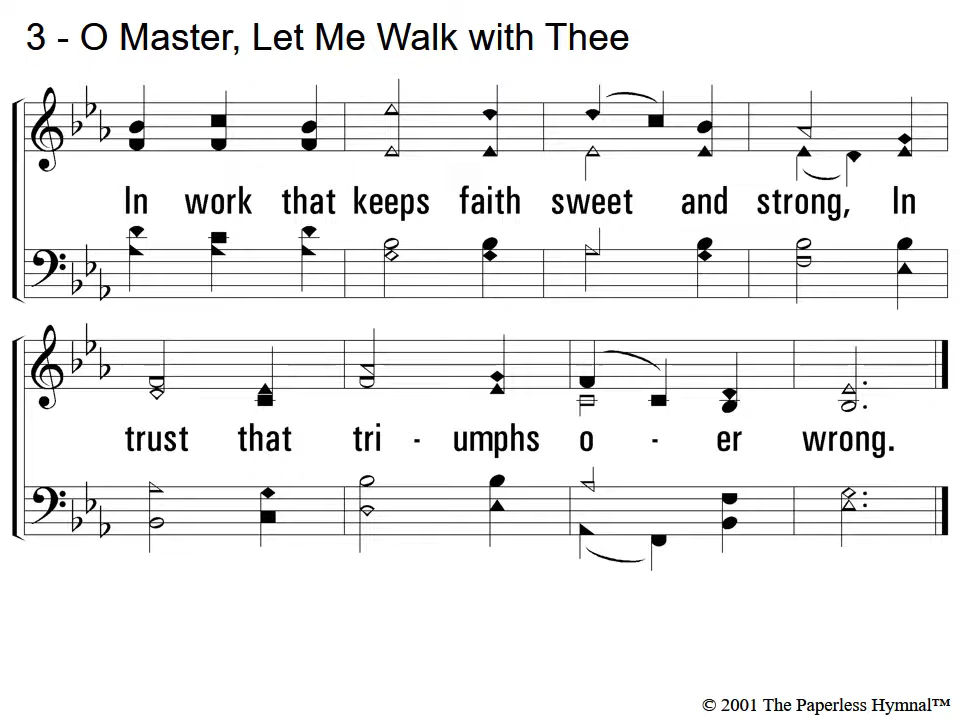 3 - O Master, Let Me Walk with Thee
In work that keeps faith sweet and strong, In
trust that tri - umphs o - er wrong.
© 2001 The Paperless Hymnal™